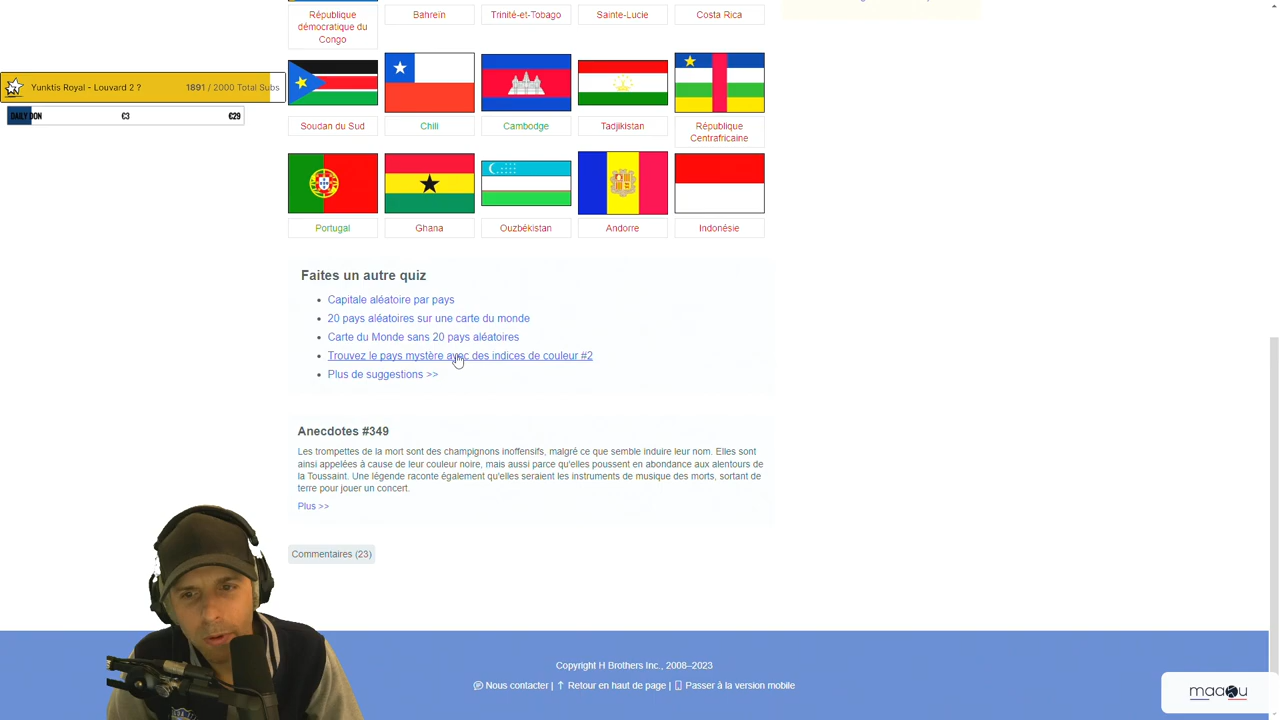 République
démocratique du
Congo
Bahreïn
Trinité-et-Tobago
Sainte-Lucie
Costa Rica
Yunktis Royal - Louvard 2 ?
1891 / 2000 Total Subs
DAILY DON
€3
€29
Soudan du Sud
Chili
Cambodge
Tadjikistan
République
Centrafricaine
Portugal
Ghana
Ouzbékistan
Andorre
Indonésie
Faites un autre quiz
Capitale aléatoire par pays
20 pays aléatoires sur une carte du monde
Carte du Monde sans 20 pays aléatoires
Trouvez le pays mystère avec des indices de couleur #2
Plus de suggestions >>
Anecdotes #349
Les trompettes de la mort sont des champignons inoffensifs, malgré ce que semble induire leur nom. Elles sont
ainsi appelées à cause de leur couleur noire, mais aussi parce qu'elles poussent en abondance aux alentours de
la Toussaint. Une légende raconte également qu'elles seraient les instruments de musique des morts, sortant de
terre pour jouer un concert.
Plus >>
Commentaires (23)
Copyright H Brothers Inc., 2008–2023
Nous contacter | Retour en haut de page | Passer à la version mobile